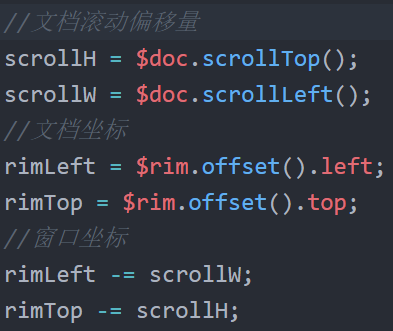 //文档滚动偏移量
scrollH = $doc.scrollTop();
scrollW = $doc.scrollLeft();
//文档坐标
rimLeft = $rim.offset().left;
rimTop = $rim.offset().top;
//窗口坐标
rimLeft -= scrollW;
rimTop -= scrollH;